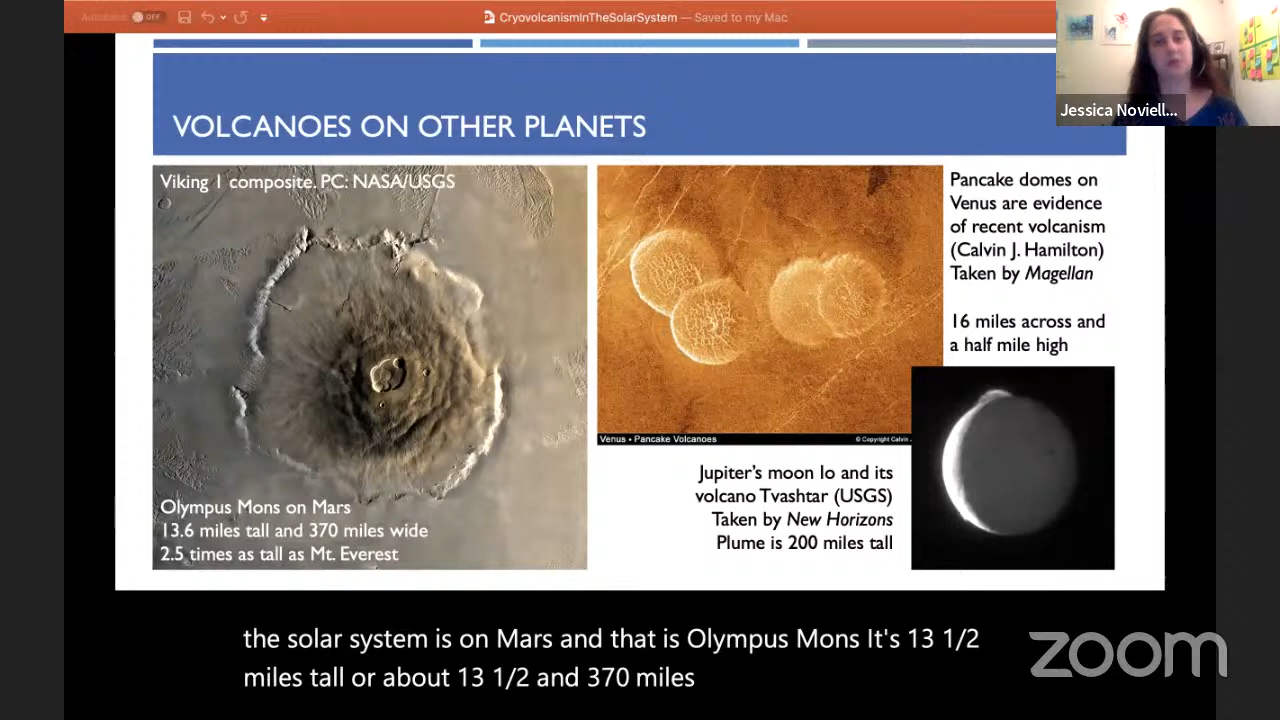 OFF
CryovolcanismInTheSolarSystem — Saved to my Mac
Jessica Noviell...
VOLCANOES ON OTHER PLANETS
Viking 1 composite. PC: NASA/USGS
Olympus Mons on Mars
13.6 miles tall and 370 miles wide
2.5 times as tall as Mt. Everest
Venus • Pancake Volcanoes
© Copyright Calvin J
Pancake domes on
Venus are evidence
of recent volcanism
(Calvin J. Hamilton)
Taken by Magellan
16 miles across and
a half mile high
Jupiter's moon Io and its
volcano Tvashtar (USGS)
Taken by New Horizons
Plume is 200 miles tall
the solar system is on Mars and that is Olympus Mons It's 13 1/2
miles tall or about 13 1/2 and 370 miles
zoom